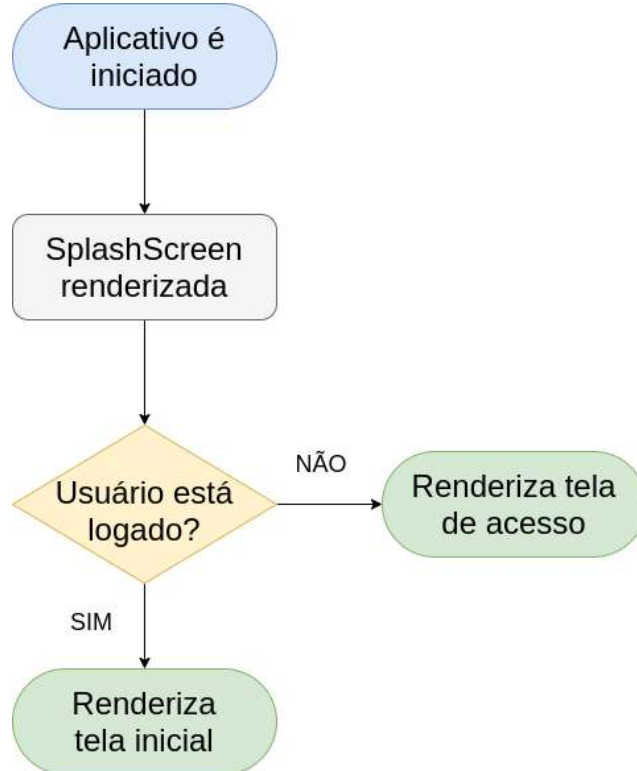 Aplicativo é
iniciado
SplashScreen
renderizada
Usuário está
logado?
NÃO
Renderiza tela
de acesso
SIM
Renderiza
tela inicial